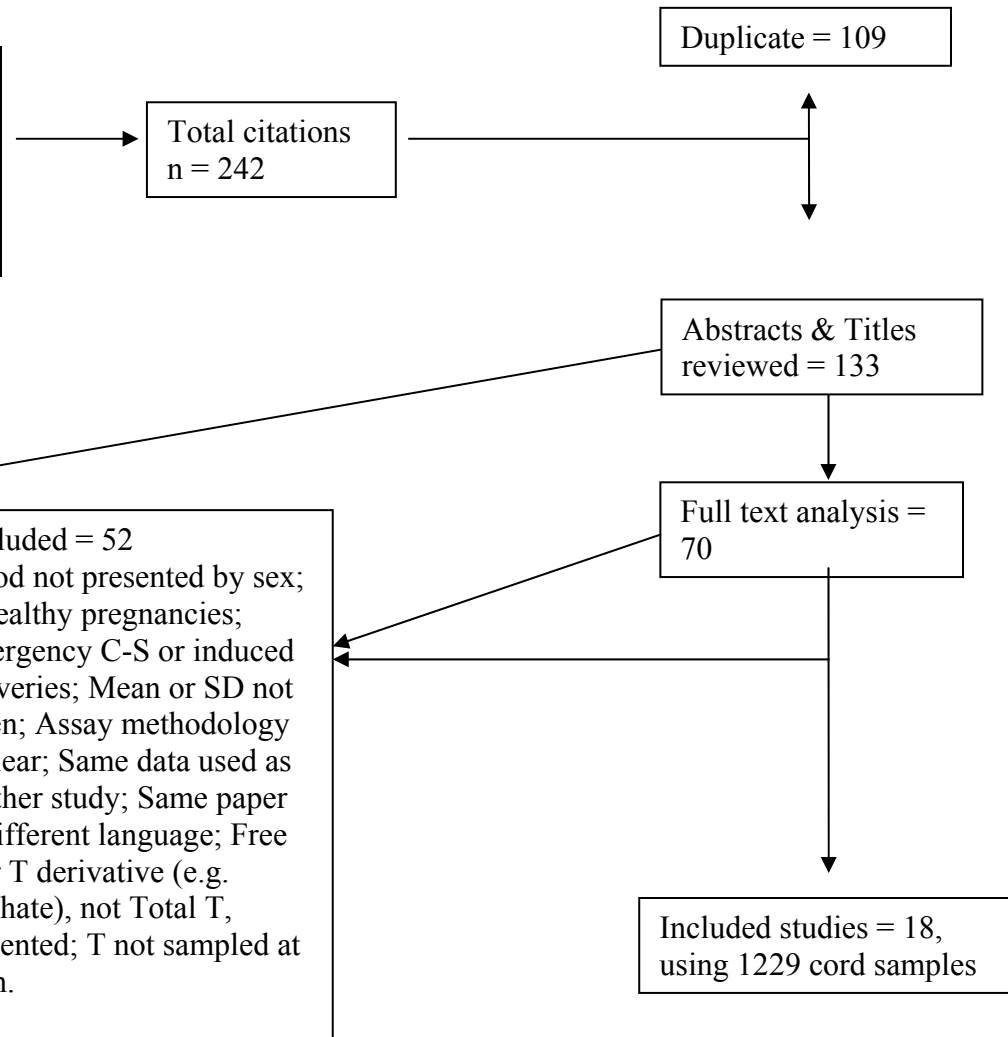 Duplicate = 109
Total citations
n = 242
Abstracts & Titles
reviewed = 133
Full text analysis =
70
luded = 52
od not presented by sex;
ealthy pregnancies;
ergency C-S or induced
veries; Mean or SD not
en; Assay methodology
lear; Same data used as
ther study; Same paper
ifferent language; Free
T derivative (e.g.
hate), not Total T,
ented; T not sampled at
Included studies = 18,
using 1229 cord samples